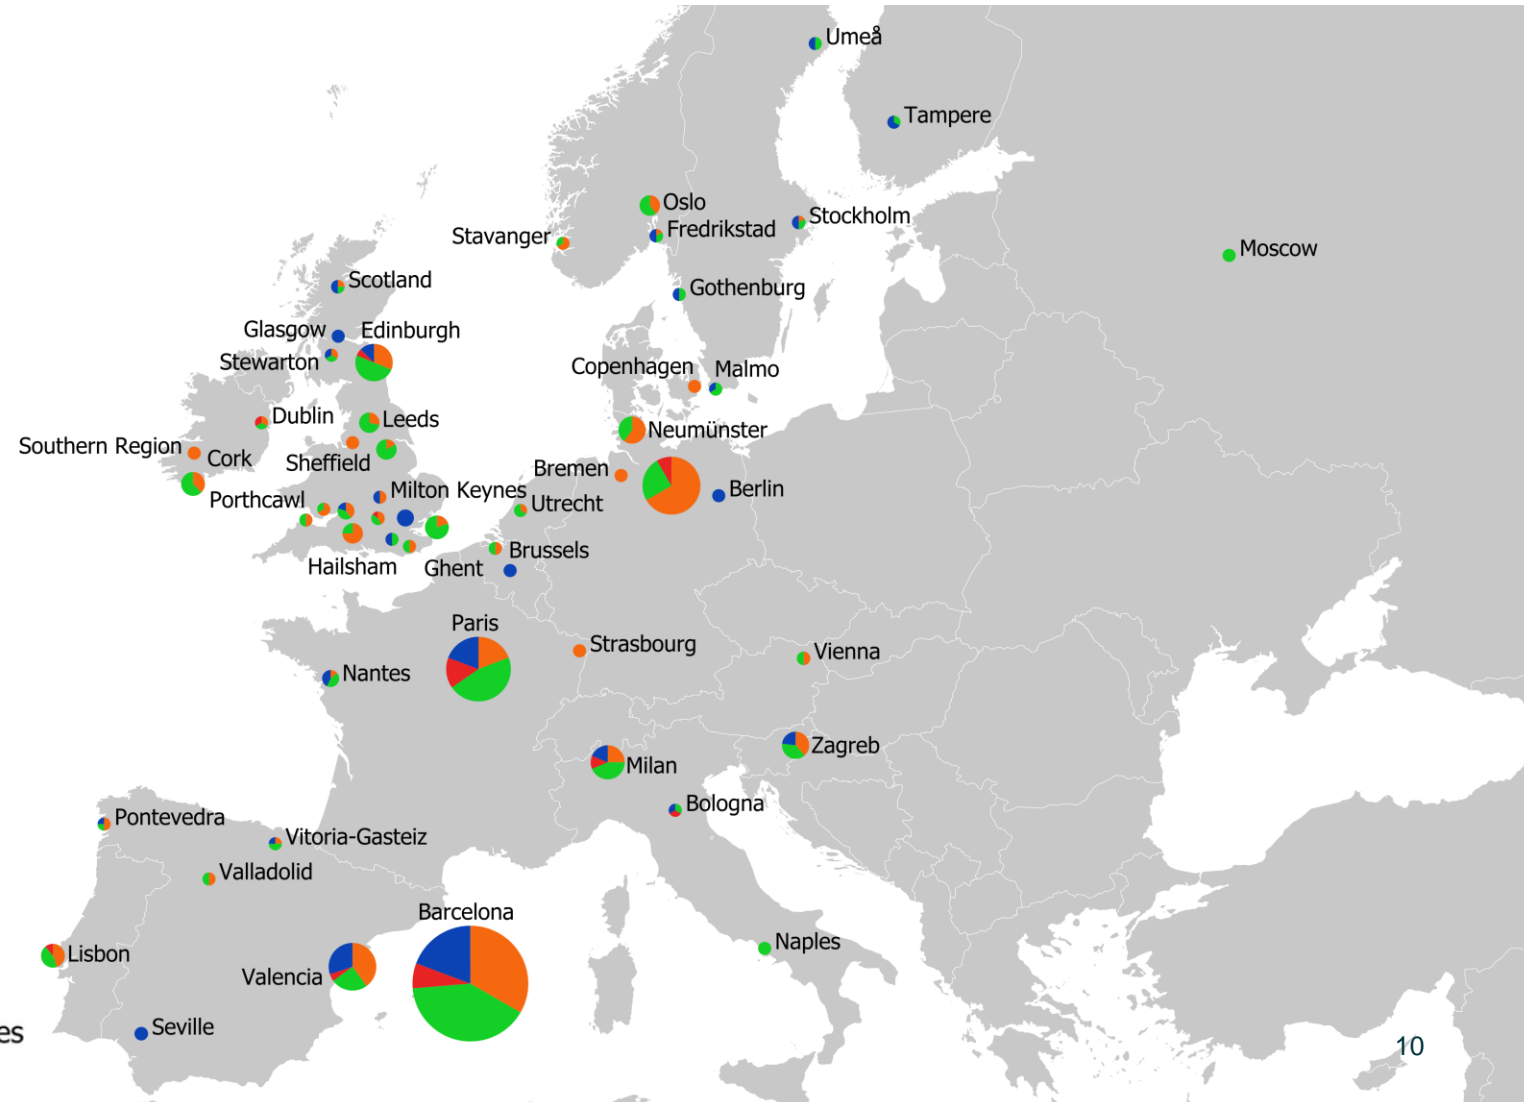 Umeå
Tampere
Oslo
Stockholm
Fredrikstad
Stavanger
Moscow
Scotland
Gothenburg
Glasgow
Edinburgh
Stewarton
Copenhagen
Malmo
Dublin
Leeds
Neumünster
Southern Region
Cork
Sheffield
Bremen
Berlin
Porthcawl
Milton Keynes
Utrecht
Brussels
Hailsham
Ghent
Paris
Strasbourg
Vienna
Nantes
Zagreb
Milan
Bologna
Pontevedra
Vitoria-Gasteiz
Valladolid
Barcelona
Naples
Lisbon
Valencia
Seville
es
10